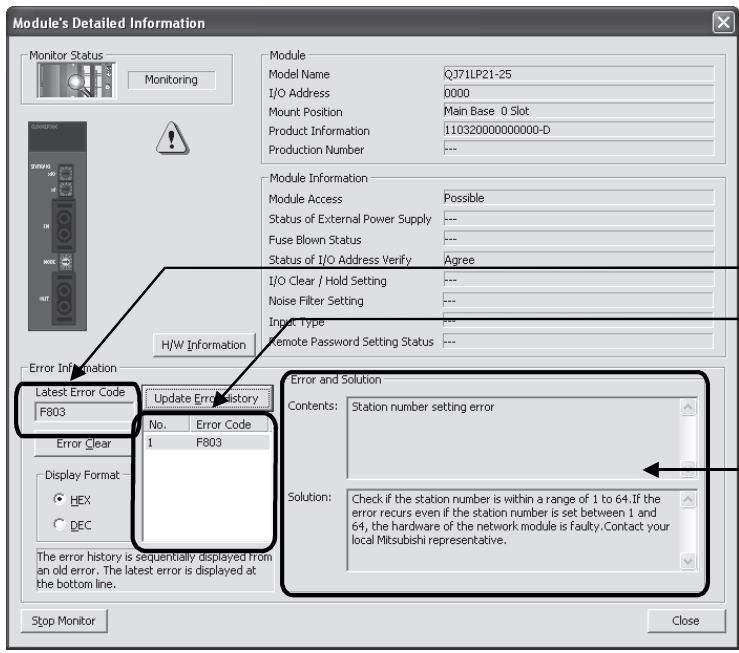 Module's Detailed Information
Monitor Status
Monitoring
Module
Model Name QJ71LP21-25
I/O Address 0000
Mount Position Main Base 0 Slot
Product Information 110320000000000-D
Production Number ---
Module Information
Module Access Possible
Status of External Power Supply ---
Fuse Blown Status ---
Status of I/O Address Verify Agree
I/O Clear / Hold Setting ---
Noise Filter Setting ---
Input Type ---
Remote Password Setting Status ---
IN
MODE
OUT
H/W Information
Error Information
Latest Error Code
F803
Error Clear
Display Format
HEX
DEC
Update Error History
No. Error Code
1 F803
The error history is sequentially displayed from
an old error. The latest error is displayed at
the bottom line.
Error and Solution
Contents: Station number setting error
Solution: Check if the station number is within a range of 1 to 64.If the
error recurs even if the station number is set between 1 and
64, the hardware of the network module is faulty.Contact your
local Mitsubishi representative.
Stop Monitor
Close